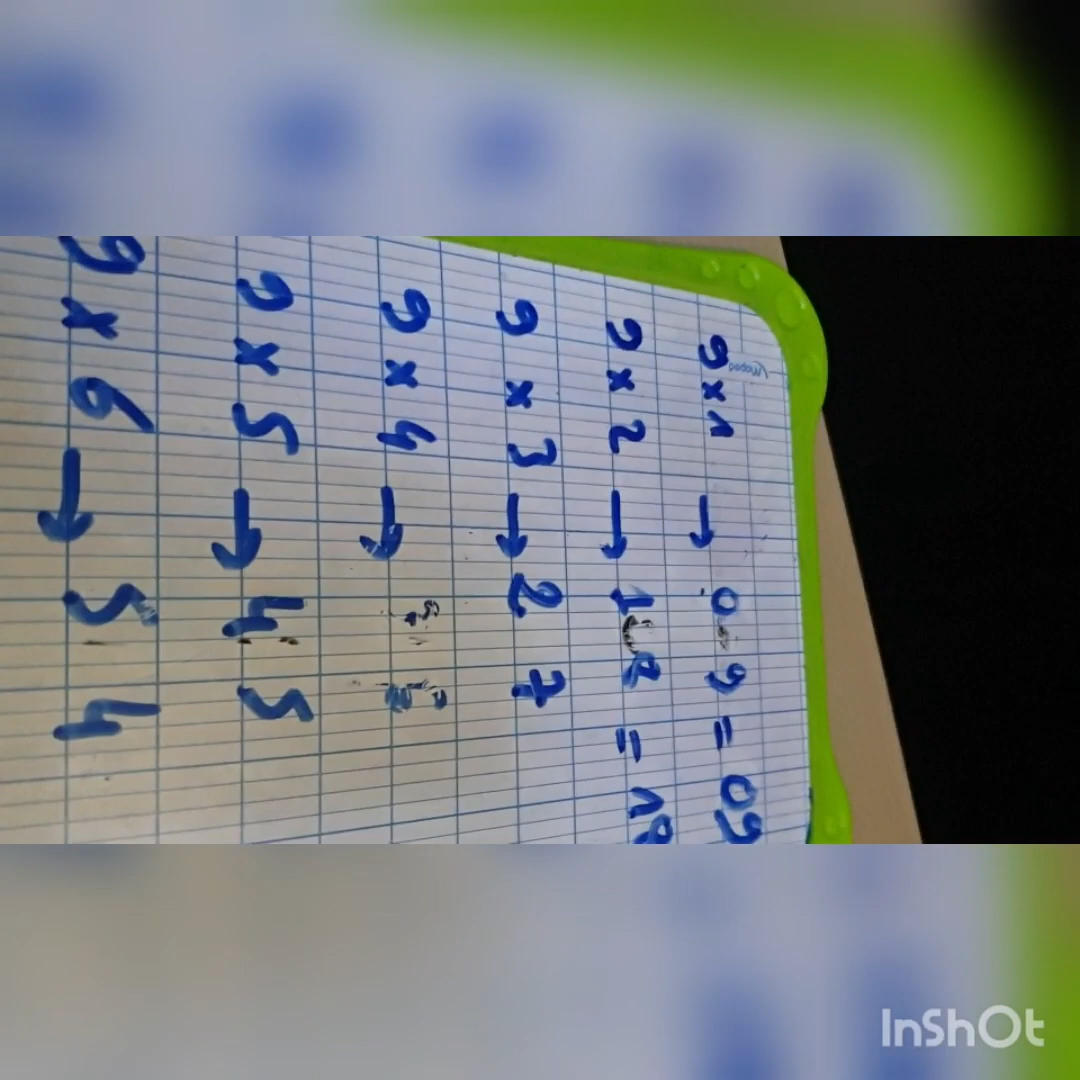 Maped
9 x 1 → 0 9 = 09
9 x 2 → 1 8 = 18
9 x 3 → 2 7
9 x 4 →
9 x 5 → 4 5
9 x 6 → 5 4
InShOt